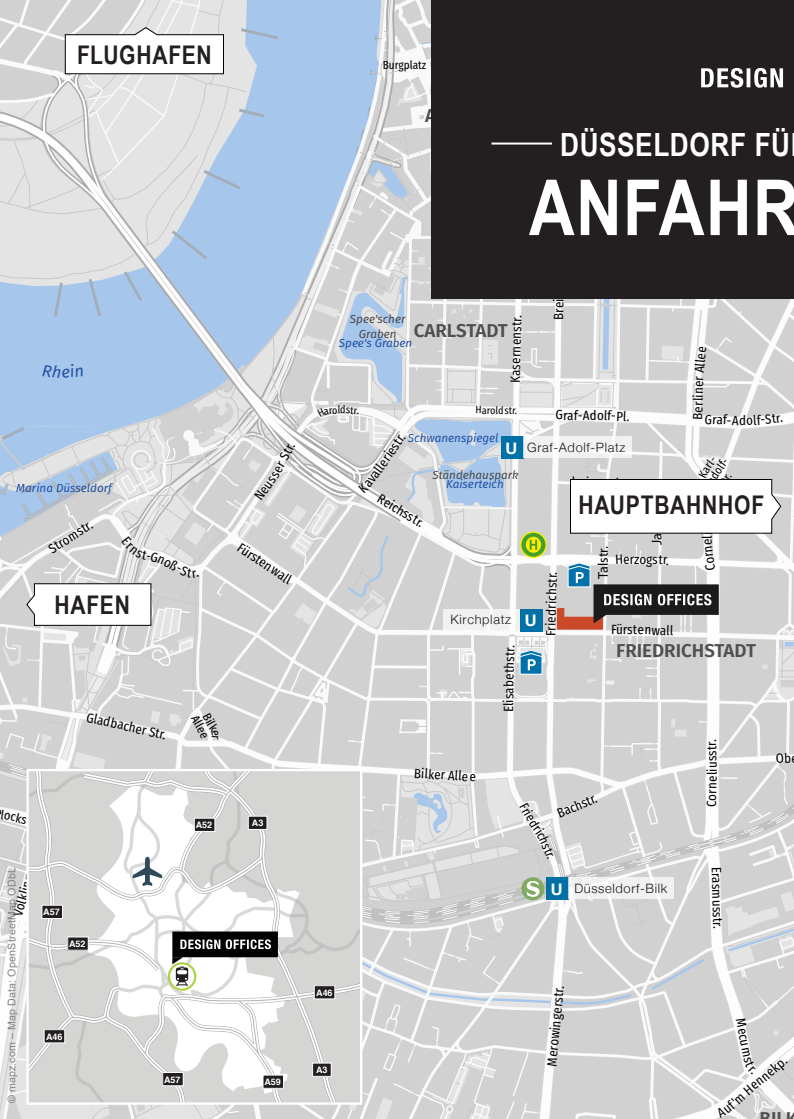 FLUGHAFEN
Burgplatz
DESIGN
DÜSSELDORF
ANFAHR
Spee'scher
Graben
Spee's Graben
CARLSTADT
Kasernenstr.
Berliner Allee
Rhein
Haroldstr.
Haroldstr.
Graf-Adolf-Pl.
Graf-Adolf-Str.
Schwanenspiegel
U
Graf-Adolf-Platz
Neusser Str.
Kavalleriestr.
Ständehauspark
Kaiserteich
Marina Düsseldorf
Reichsstr.
HAUPTBAHNHOF
Stromstr.
Ernst-Gnoß-Str.
Fürstenwall
H
Talstr.
Herzogstr.
P
HAFEN
Friedrichstr.
DESIGN OFFICES
Kirchplatz
U
Fürstenwall
FRIEDRICHSTADT
P
Elisabethstr.
Gladbacher Str.
Bilker
Allee
Bilker Allee
Corneliusstr.
Friedrichstr.
Bachstr.
S
U
Düsseldorf-Bilk
Erasmusstr.
Merowingerstr.
Mecumstr.
Auf'm Hennekp.
A52
A3
A57
A52
DESIGN OFFICES
A46
A46
A57
A59
A3
© mapz.com – Map Data: OpenStreetMap ODbL